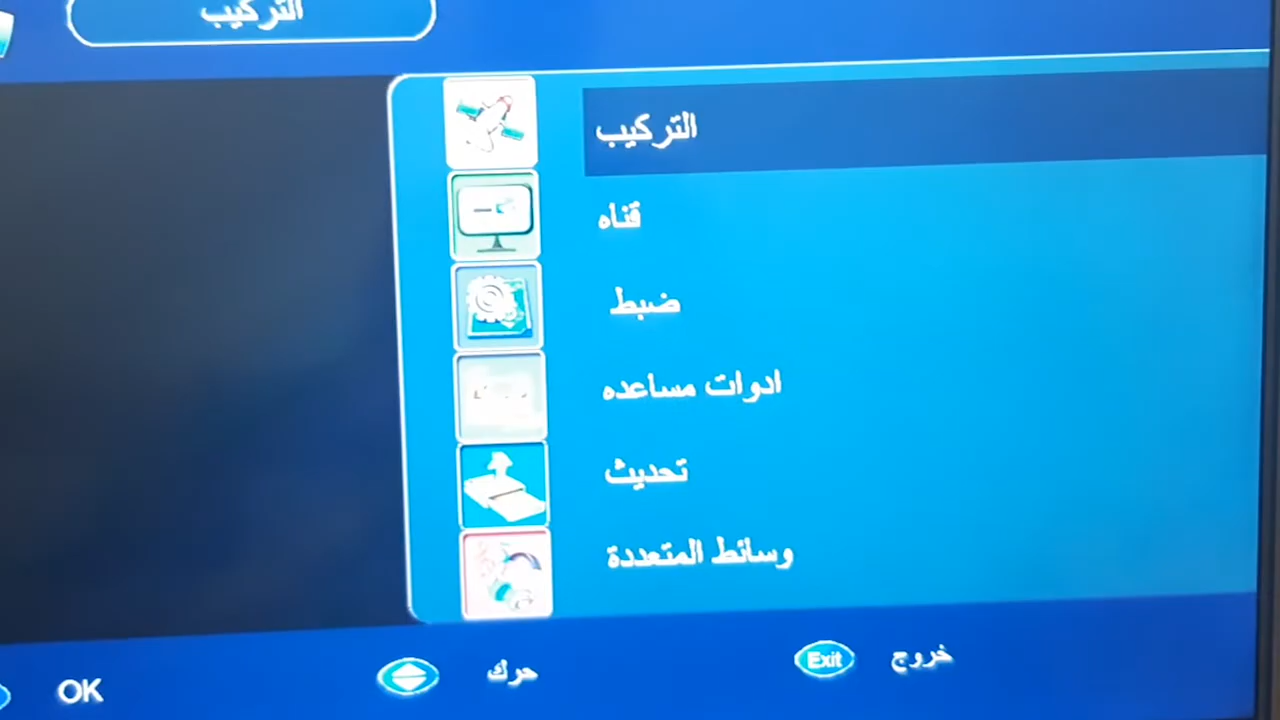 التركيب
التركيب
قناه
ضبط
ادوات مساعده
تحديث
وسائط المتعددة
OK
حرك
Exit خروج